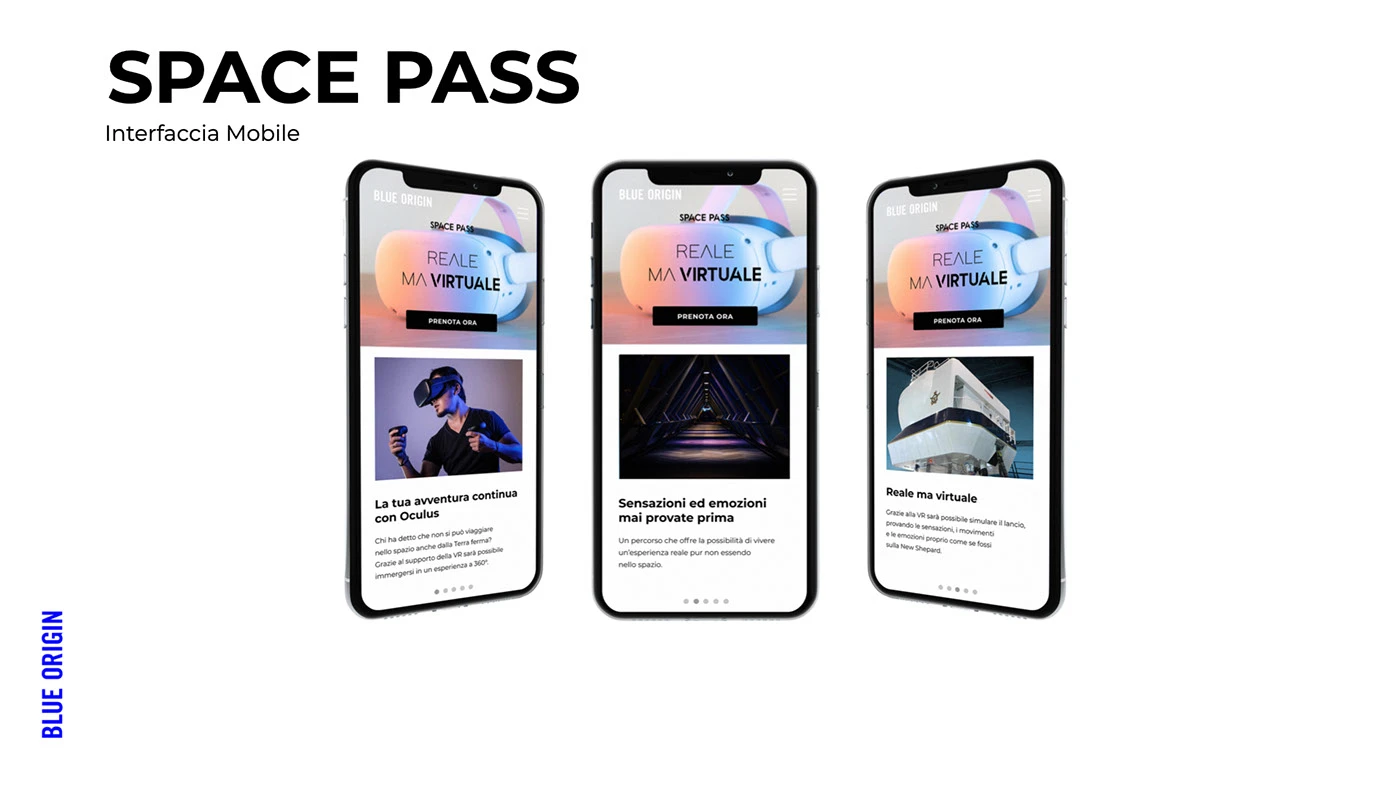 SPACE PASS
Interfaccia Mobile
BLUE ORIGIN
SPACE PASS
REALE
MA VIRTUALE
PRENOTA ORA
La tua avventura continua
con Oculus
Chi ha detto che non si può viaggiare
nello spazio anche dalla Terra ferma?
Grazie al supporto della VR sarà possibile
immergersi in un esperienza a 360°.
BLUE ORIGIN
SPACE PASS
REALE
MA VIRTUALE
PRENOTA ORA
Sensazioni ed emozioni
mai provate prima
Un percorso che offre la possibilità di vivere
un'esperienza reale pur non essendo
nello spazio.
BLUE ORIGIN
SPACE PASS
REALE
MA VIRTUALE
PRENOTA ORA
Reale ma virtuale
Grazie alla VR sarà possibile simulare il lancio,
provando le sensazioni, i movimenti
e le emozioni proprio come se fossi
sulla New Shepard.
BLUE ORIGIN